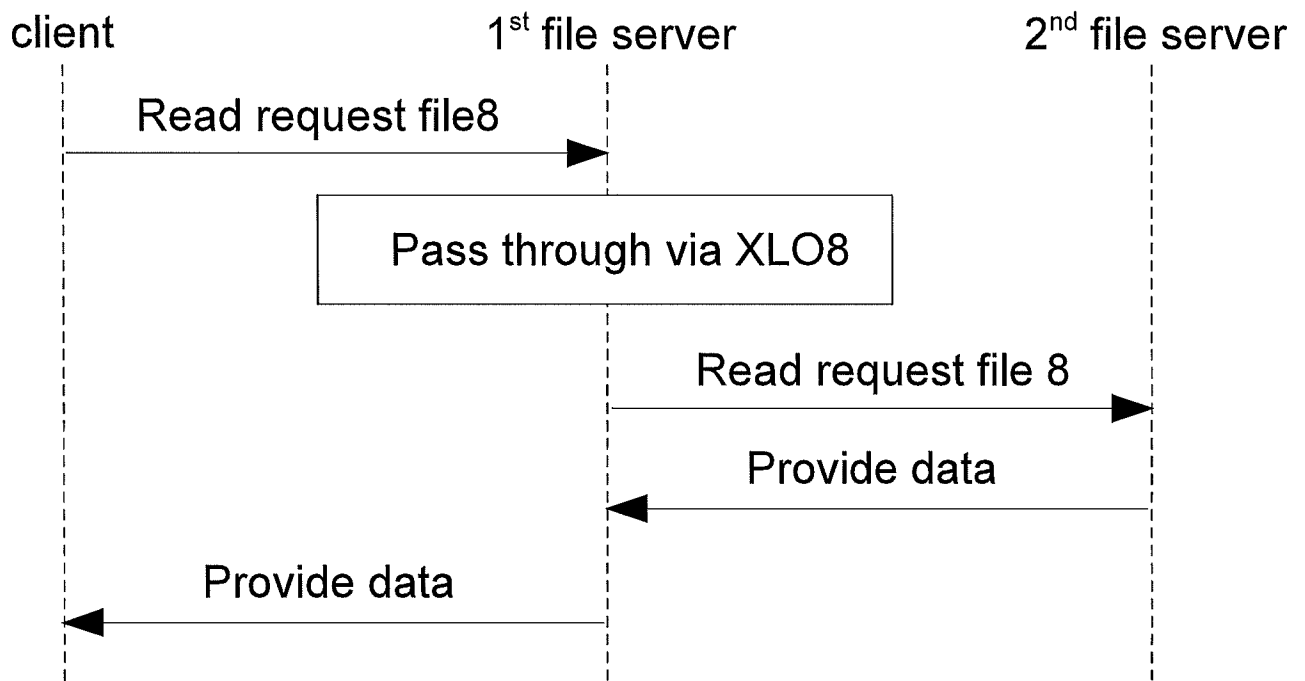 client 1st file server 2nd file server
Read request file8
Pass through via XLO8
Read request file 8
Provide data
Provide data